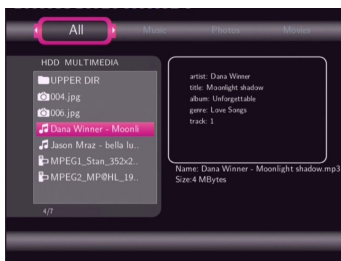 All
Music
Photos
Movies
HDD MULTIMEDIA
UPPER DIR
004.jpg
006.jpg
Dana Winner - Moonli
Jason Mraz - bella lu..
MPEG1_Stan_352x2..
MPEG2_MP@HL_19..
4/7
artist: Dana Winner
title: Moonlight shadow
album: Unforgettable
genre: Love Songs
track: 1
Name: Dana Winner - Moonlight shadow.mp3
Size:4 MBytes